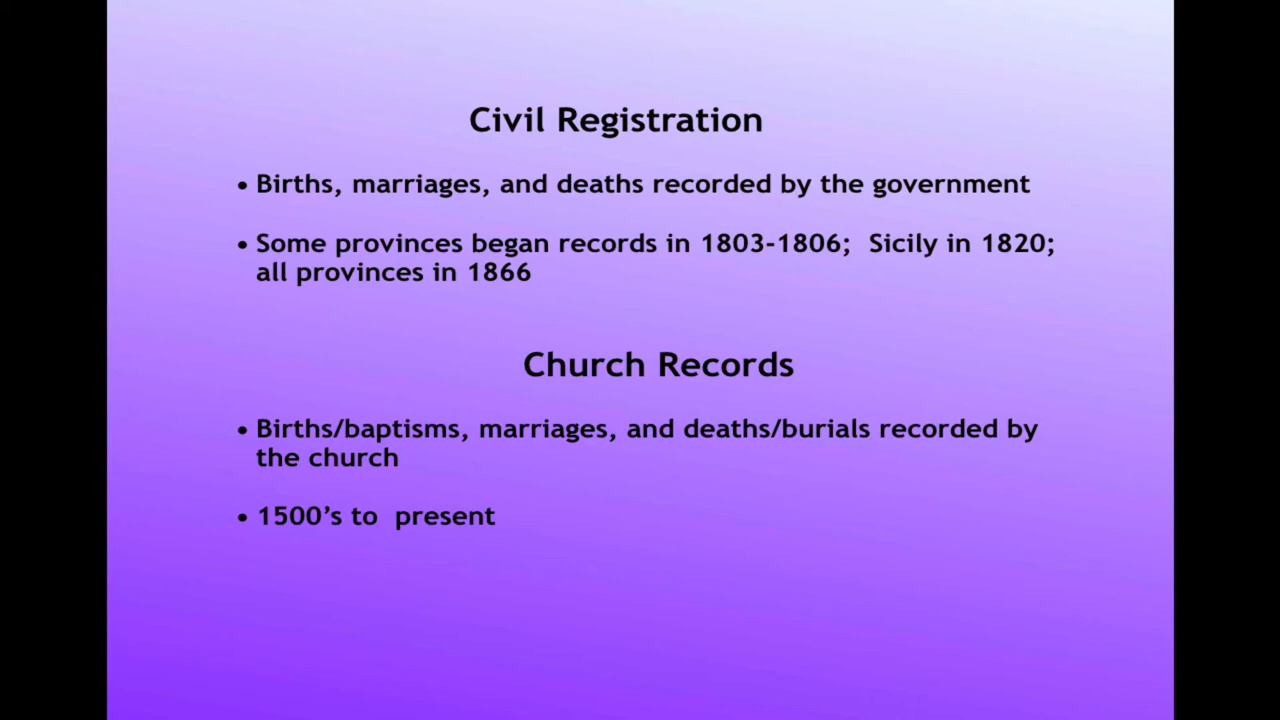 Civil Registration
• Births, marriages, and deaths recorded by the government
• Some provinces began records in 1803-1806;  Sicily in 1820;
all provinces in 1866
Church Records
• Births/baptisms, marriages, and deaths/burials recorded by
the church
• 1500’s to  present